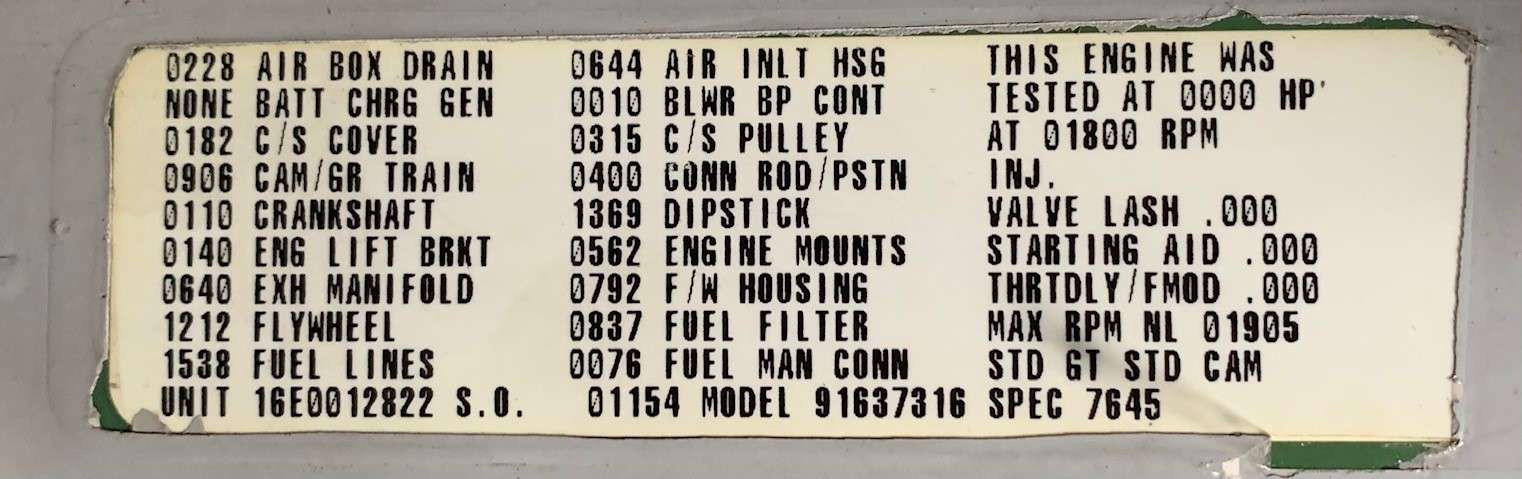 0228 AIR BOX DRAIN 0644 AIR INLT HSG THIS ENGINE WAS
NONE BATT CHRG GEN 0010 BLWR BP CONT TESTED AT 0000 HP
0182 C/S COVER 0315 C/S PULLEY AT 01800 RPM
0906 CAM/GR TRAIN 0400 CONN ROD/PSTN INJ.
0110 CRANKSHAFT 1369 DIPSTICK VALVE LASH .000
0140 ENG LIFT BRKT 0562 ENGINE MOUNTS STARTING AID .000
0640 EXH MANIFOLD 0792 F/W HOUSING THRTDLY/FMOD .000
1212 FLYWHEEL 0837 FUEL FILTER MAX RPM NL 01905
1538 FUEL LINES 0076 FUEL MAN CONN STD GT STD CAM
UNIT 16E0012822 S.O. 01154 MODEL 91637316 SPEC 7645